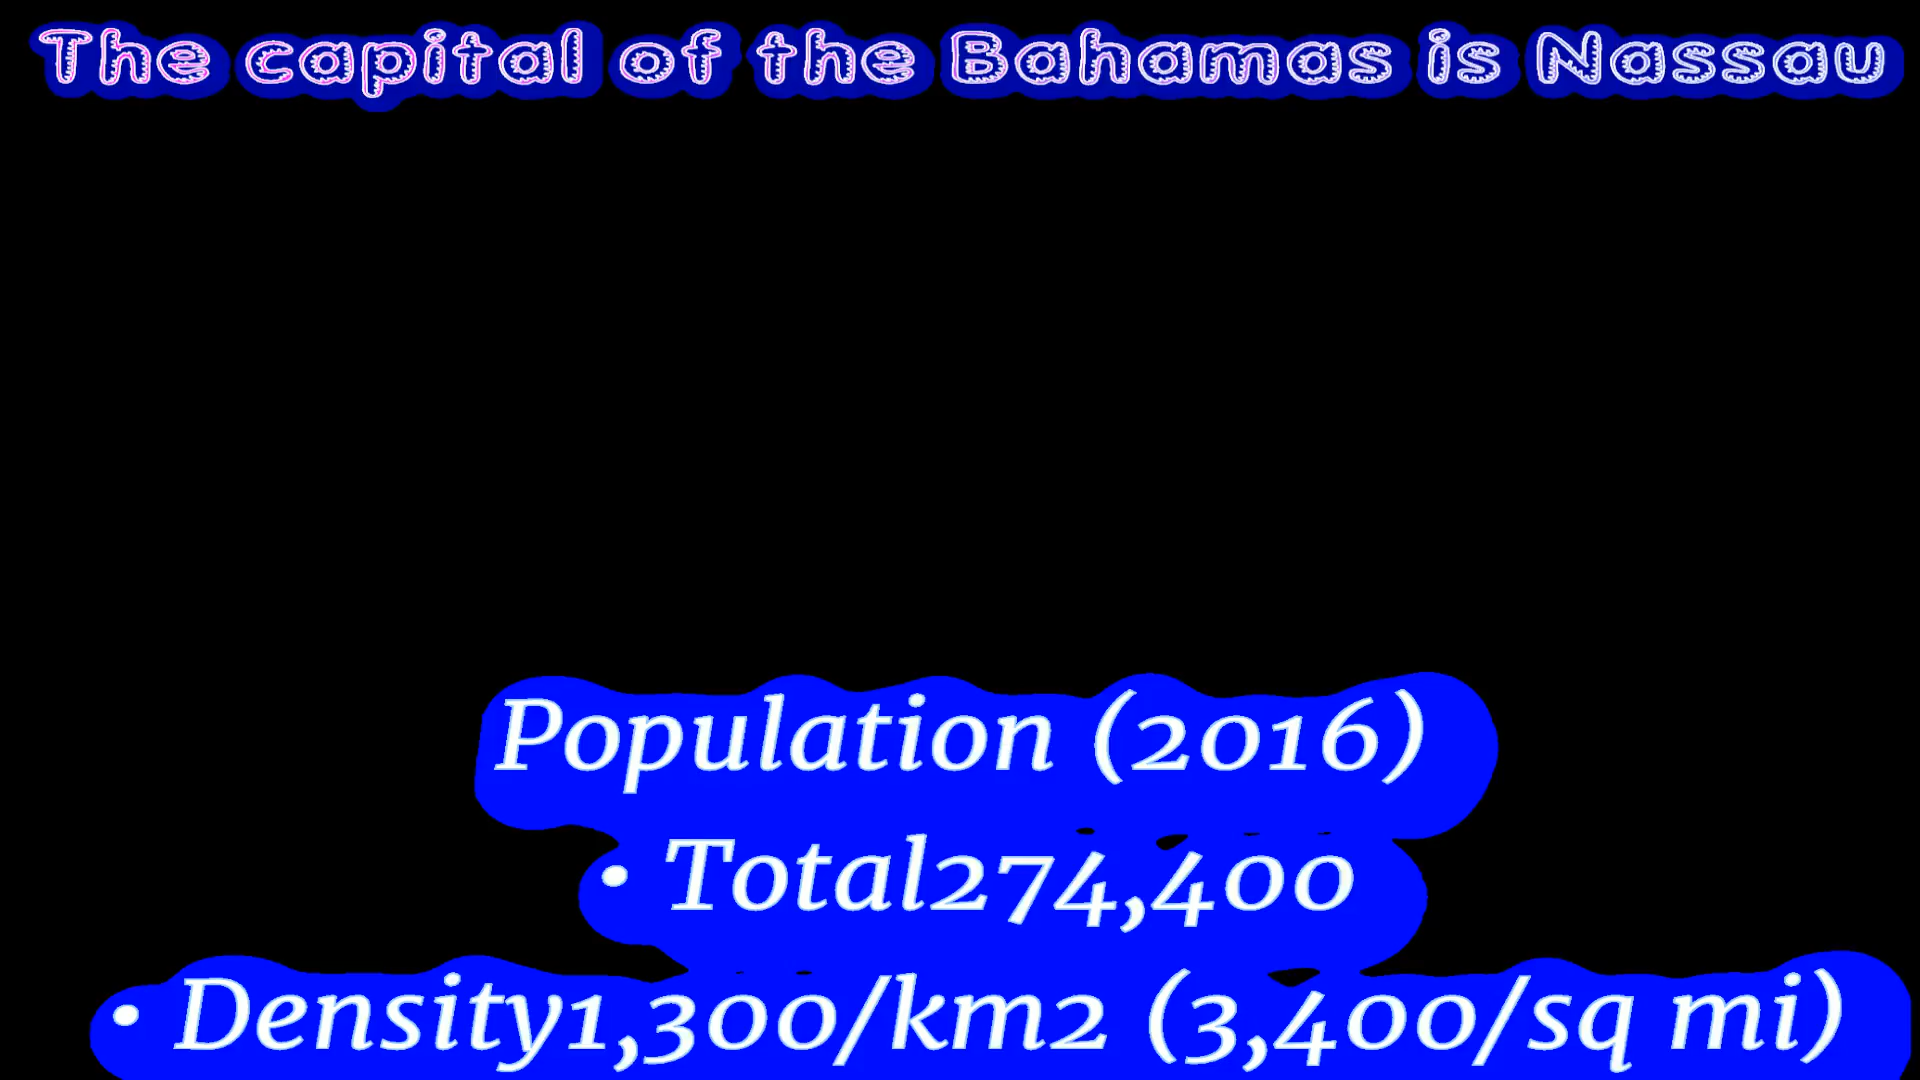 The capital of the Bahamas is Nassau
Population (2016)
• Total274,400
• Density1,300/km2 (3,400/sq mi)